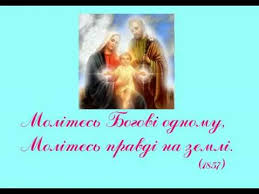 Молітесь Богові одному,
Молітесь правді на землі.
(1857)